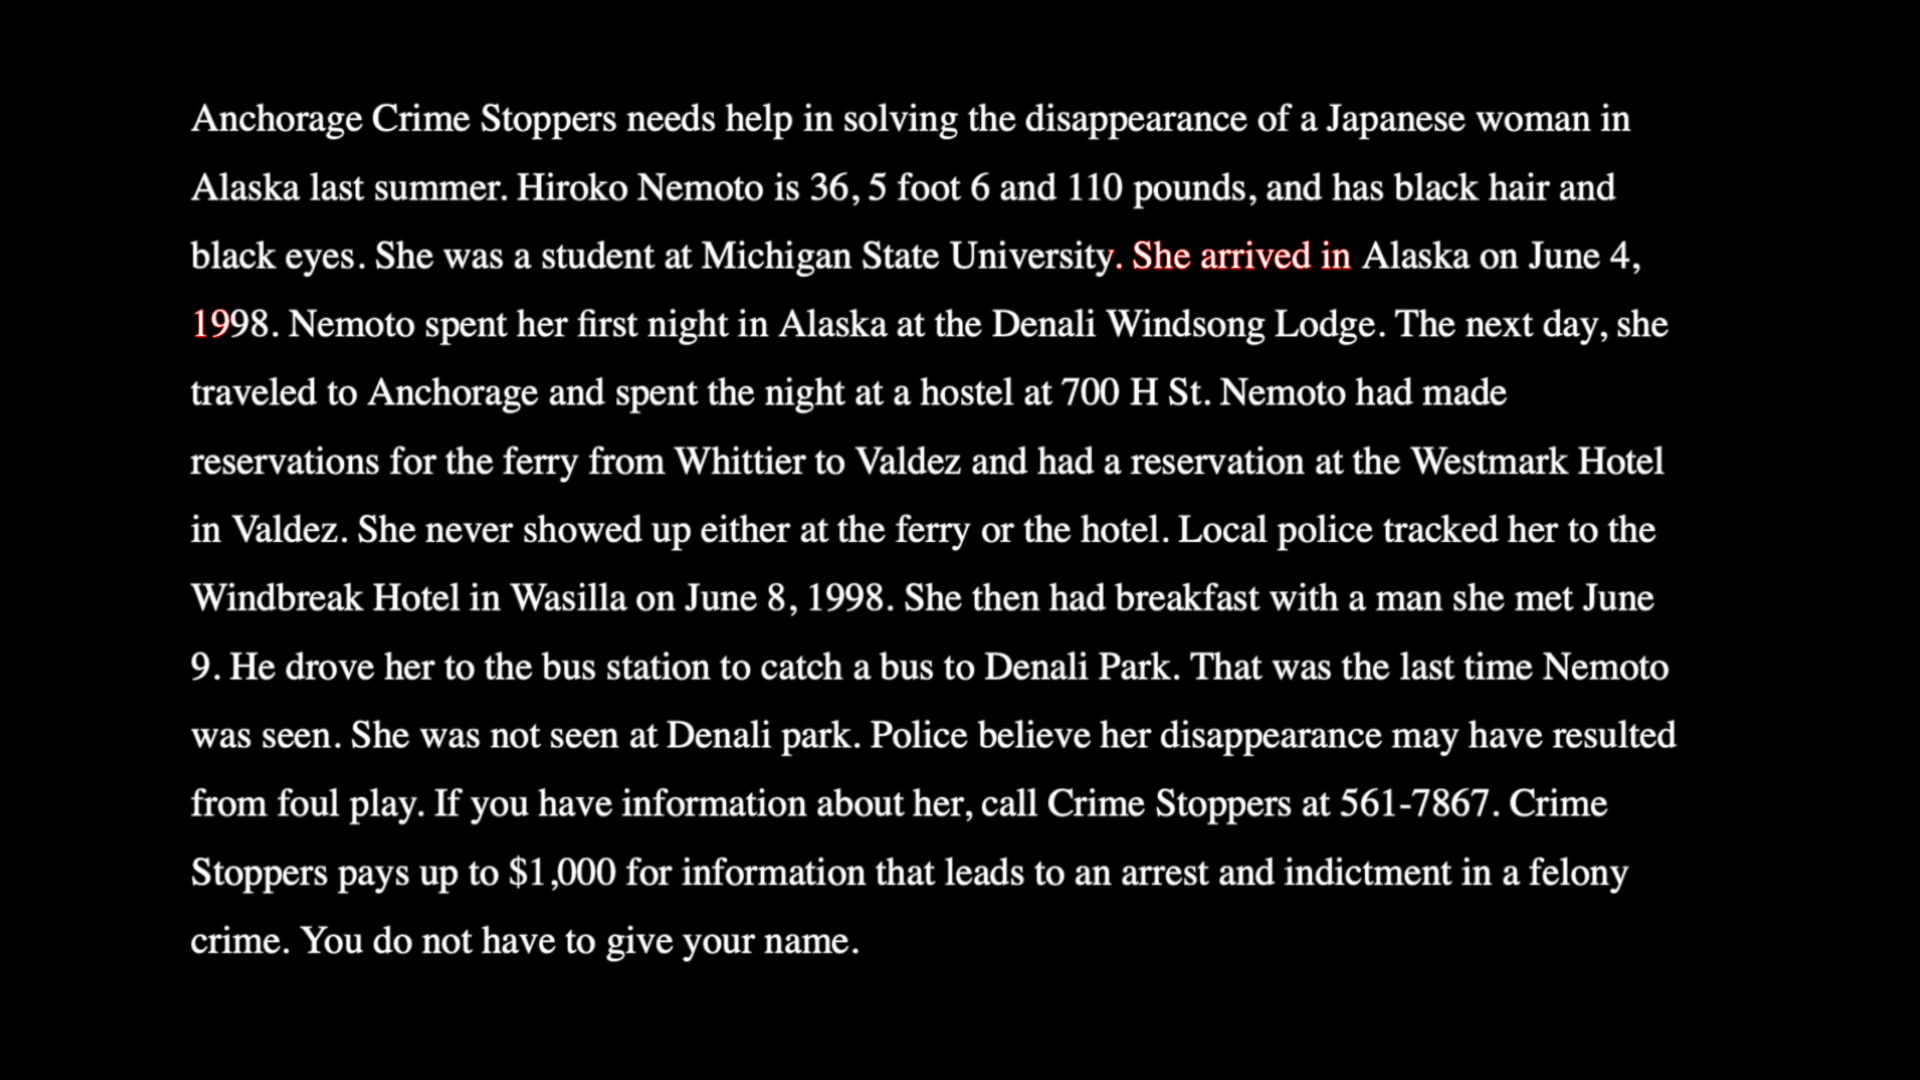 Anchorage Crime Stoppers needs help in solving the disappearance of a Japanese woman in
Alaska last summer. Hiroko Nemoto is 36, 5 foot 6 and 110 pounds, and has black hair and
black eyes. She was a student at Michigan State University. She arrived in Alaska on June 4,
1998. Nemoto spent her first night in Alaska at the Denali Windsong Lodge. The next day, she
traveled to Anchorage and spent the night at a hostel at 700 H St. Nemoto had made
reservations for the ferry from Whittier to Valdez and had a reservation at the Westmark Hotel
in Valdez. She never showed up either at the ferry or the hotel. Local police tracked her to the
Windbreak Hotel in Wasilla on June 8, 1998. She then had breakfast with a man she met June
9. He drove her to the bus station to catch a bus to Denali Park. That was the last time Nemoto
was seen. She was not seen at Denali park. Police believe her disappearance may have resulted
from foul play. If you have information about her, call Crime Stoppers at 561-7867. Crime
Stoppers pays up to $1,000 for information that leads to an arrest and indictment in a felony
crime. You do not have to give your name.